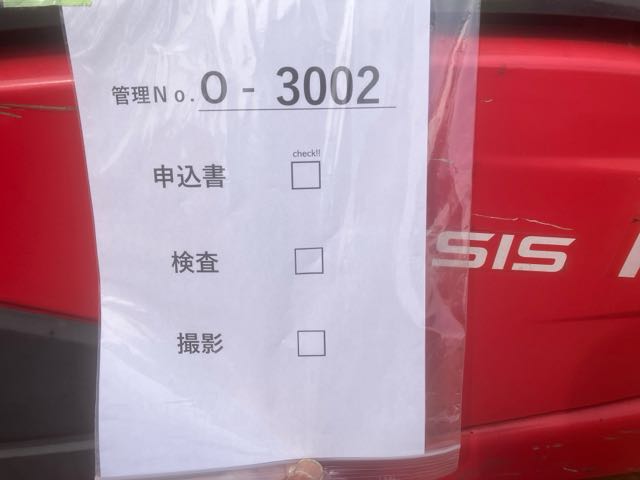 管理No. O - 3002
check!!
申込書 □
検査 □
撮影 □
SIS